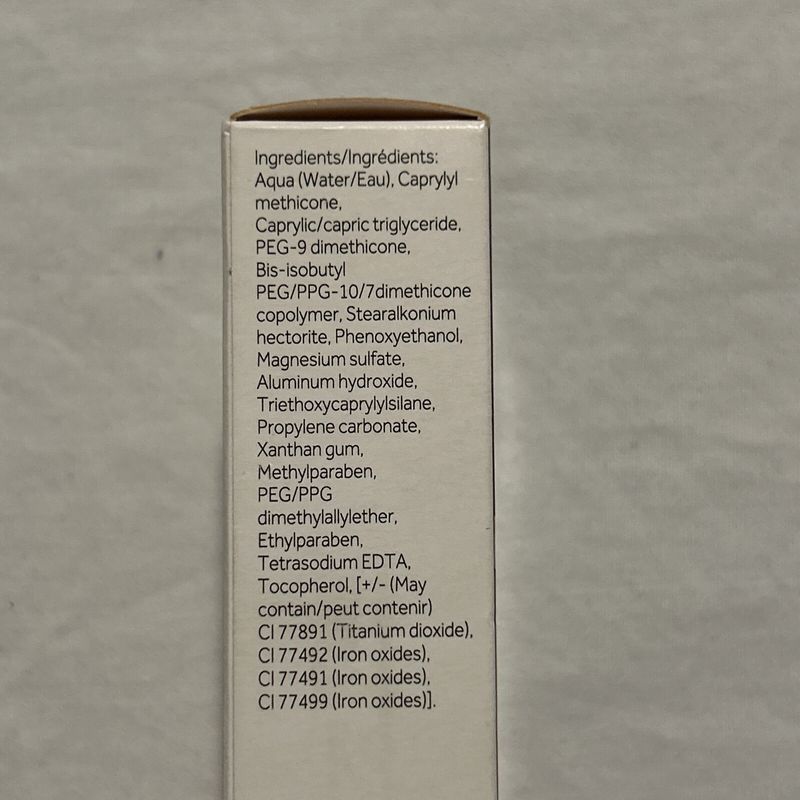 Ingredients/Ingrédients:
Aqua (Water/Eau), Caprylyl
methicone,
Caprylic/capric triglyceride,
PEG-9 dimethicone,
Bis-isobutyl
PEG/PPG-10/7dimethicone
copolymer, Stearalkonium
hectorite, Phenoxyethanol,
Magnesium sulfate,
Aluminum hydroxide,
Triethoxycaprylylsilane,
Propylene carbonate,
Xanthan gum,
Methylparaben,
PEG/PPG
dimethylallylether,
Ethylparaben,
Tetrasodium EDTA,
Tocopherol, [+/- (May
contain/peut contenir)
CI 77891 (Titanium dioxide),
CI 77492 (Iron oxides),
CI 77491 (Iron oxides),
CI 77499 (Iron oxides)].